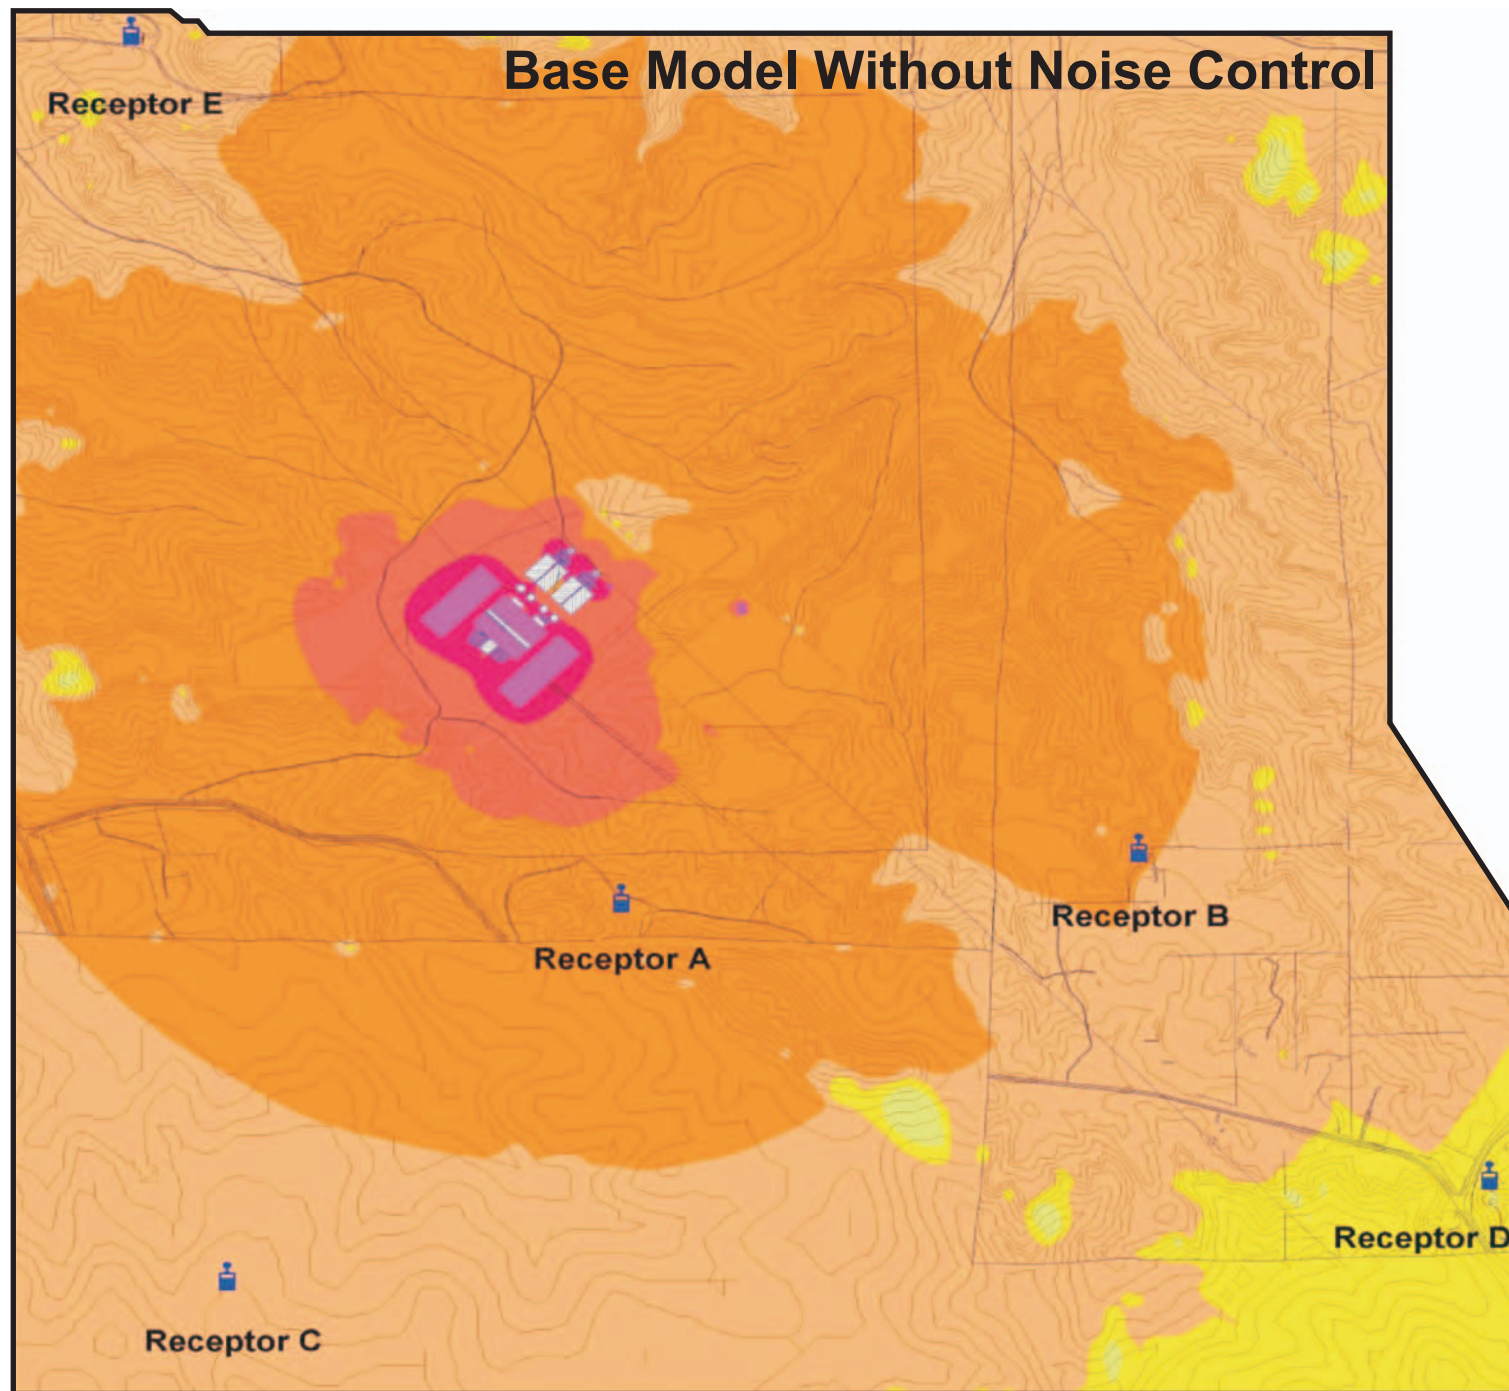 Base Model Without Noise Control
Receptor E
Receptor B
Receptor A
Receptor D
Receptor C